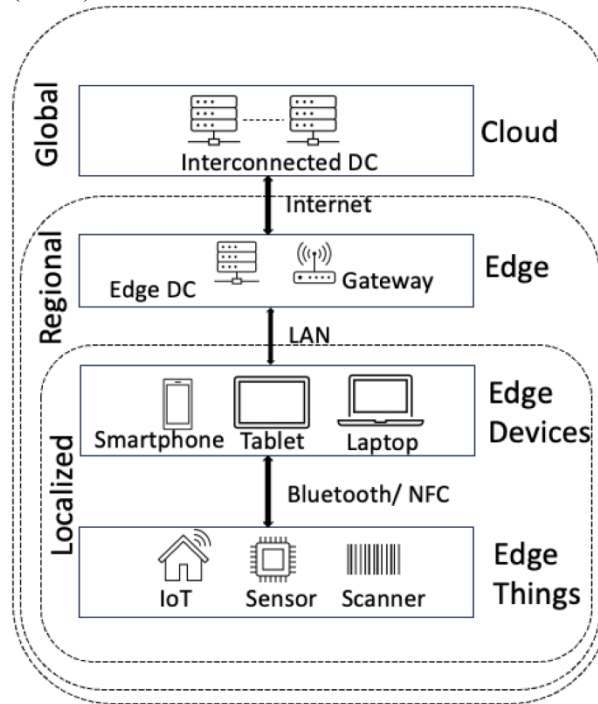 Global
Cloud
Interconnected DC
Internet
Regional
Edge DC
Gateway
Edge
LAN
Localized
Smartphone
Tablet
Laptop
Edge
Devices
Bluetooth/ NFC
IoT
Sensor
Scanner
Edge
Things